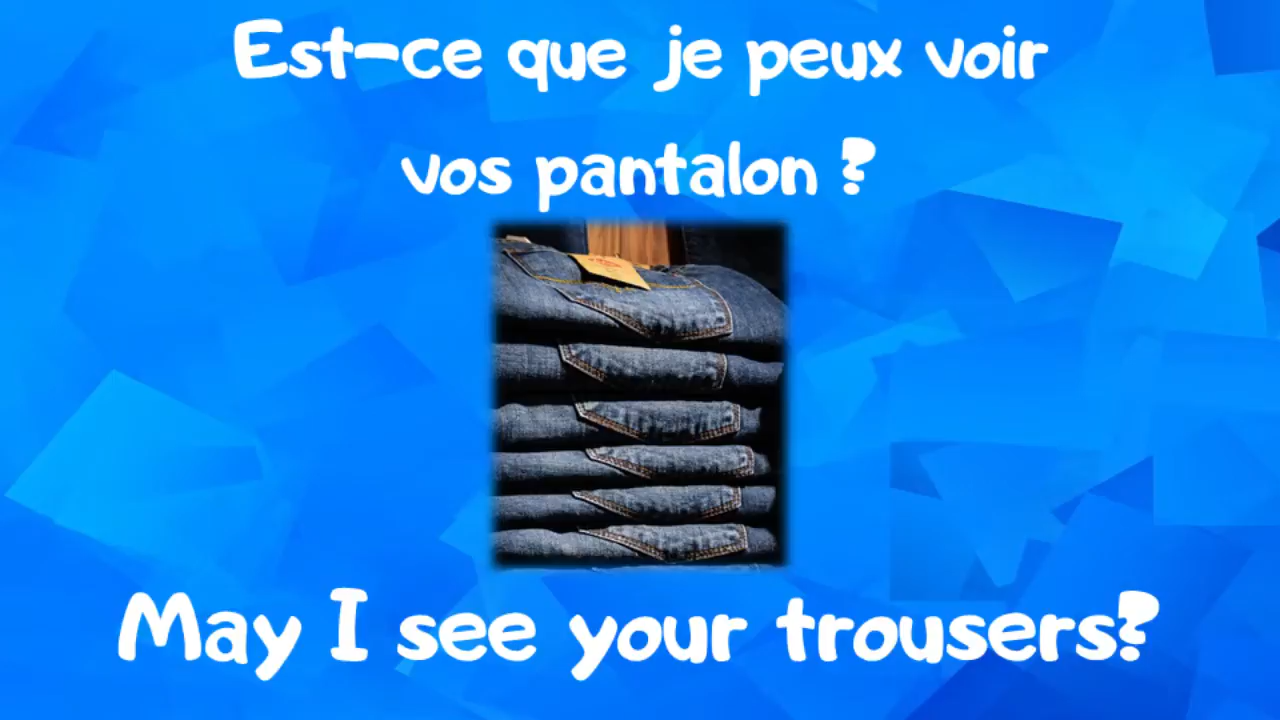 Est-ce que je peux voir
vos pantalon ?
May I see your trousers?